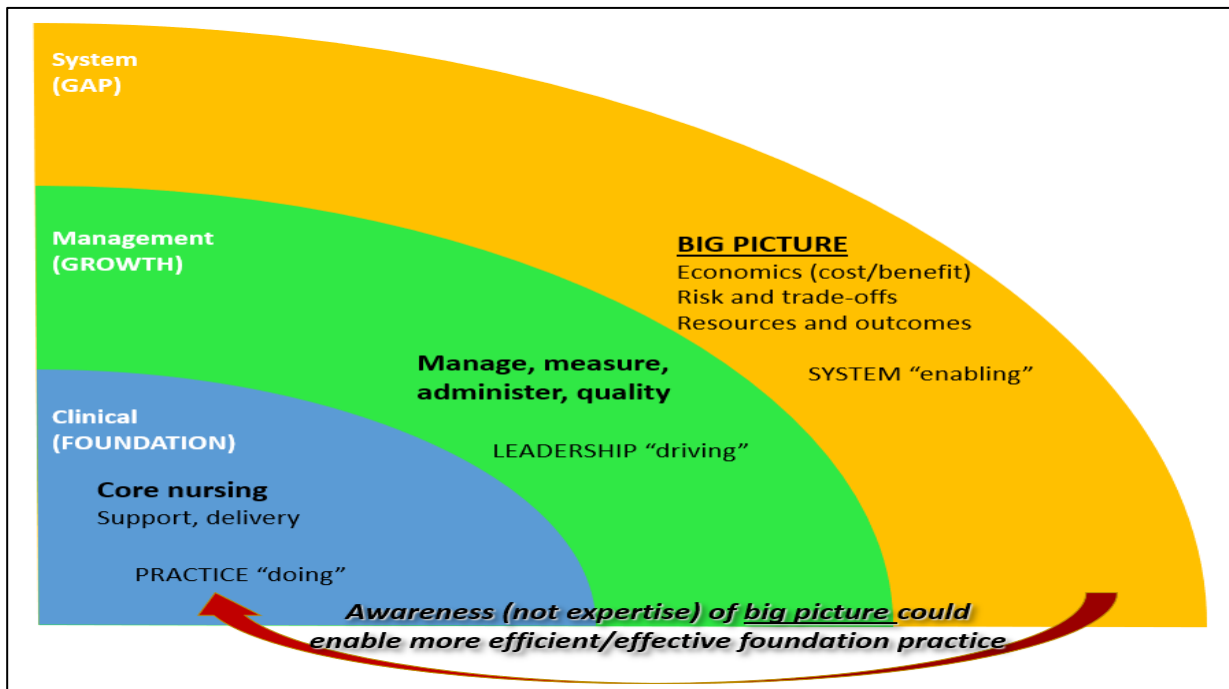 System
(GAP)
Management
(GROWTH)
BIG PICTURE
Economics (cost/benefit)
Risk and trade-offs
Resources and outcomes
SYSTEM “enabling”
Manage, measure,
administer, quality
LEADERSHIP “driving”
Clinical
(FOUNDATION)
Core nursing
Support, delivery
PRACTICE “doing”
Awareness (not expertise) of big picture could
enable more efficient/effective foundation practice